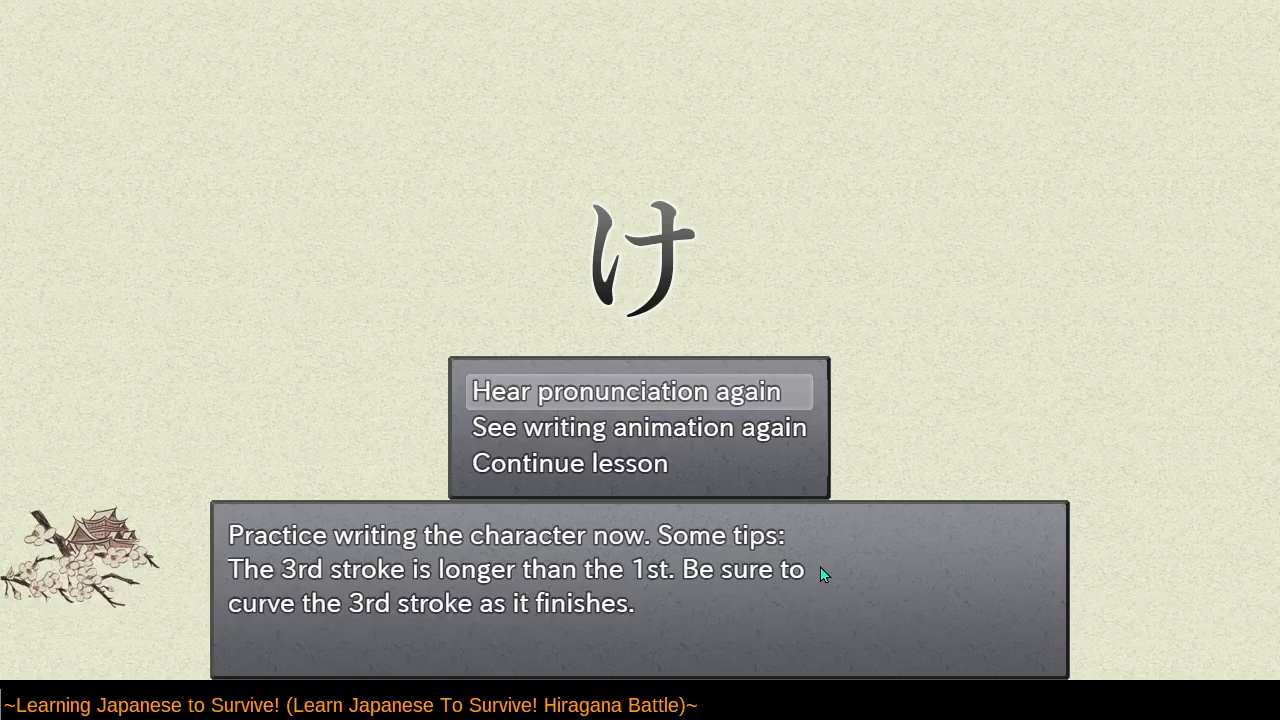 け
Hear pronunciation again
See writing animation again
Continue lesson
Practice writing the character now. Some tips:
The 3rd stroke is longer than the 1st. Be sure to
curve the 3rd stroke as it finishes.
~Learning Japanese to Survive! (Learn Japanese To Survive! Hiragana Battle)~